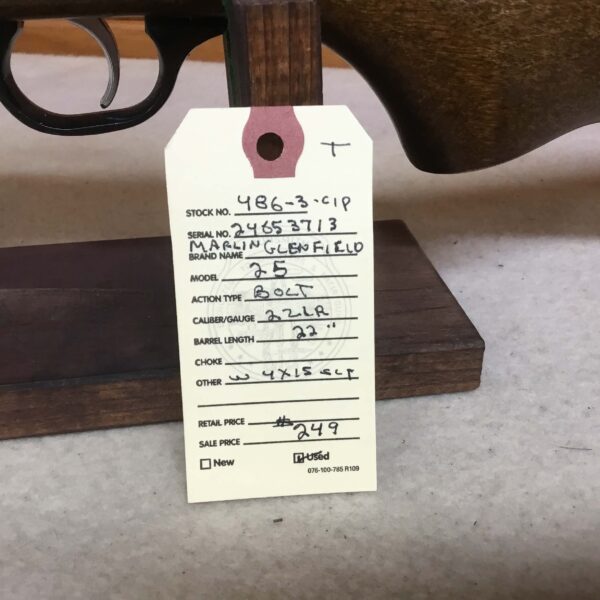 T
STOCK NO. 486-3-CIP
SERIAL NO. 24653713
MARLIN GLENFIELD
BRAND NAME
MODEL 25
ACTION TYPE BOLT
CALIBER/GAUGE 22LR
BARREL LENGTH 22"
CHOKE
OTHER W 4X15 SCP
RETAIL PRICE #
SALE PRICE 249
New Used
076-100-785 R109